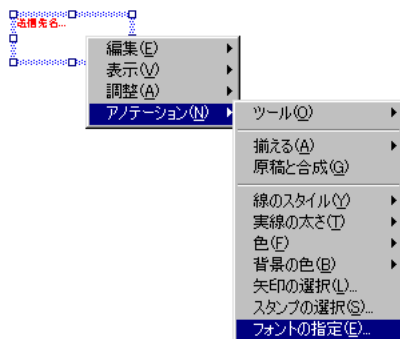 送信先名...
編集(E)
表示(V)
調整(A)
アノテーション(N)
ツール(O)
揃える(A)
原稿と合成(G)
線のスタイル(Y)
実線の太さ(T)
色(F)
背景の色(B)
矢印の選択(L)...
スタンプの選択(S)...
フォントの指定(E)...